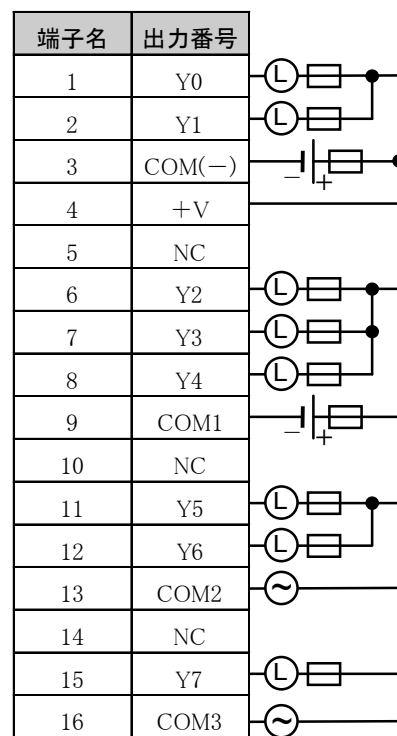 端子名 出力番号
1 Y0 L
2 Y1 L
3 COM(−) − +
4 +V
5 NC
6 Y2 L
7 Y3 L
8 Y4 L
9 COM1 − +
10 NC
11 Y5 L
12 Y6 L
13 COM2 ~
14 NC
15 Y7 L
16 COM3 ~